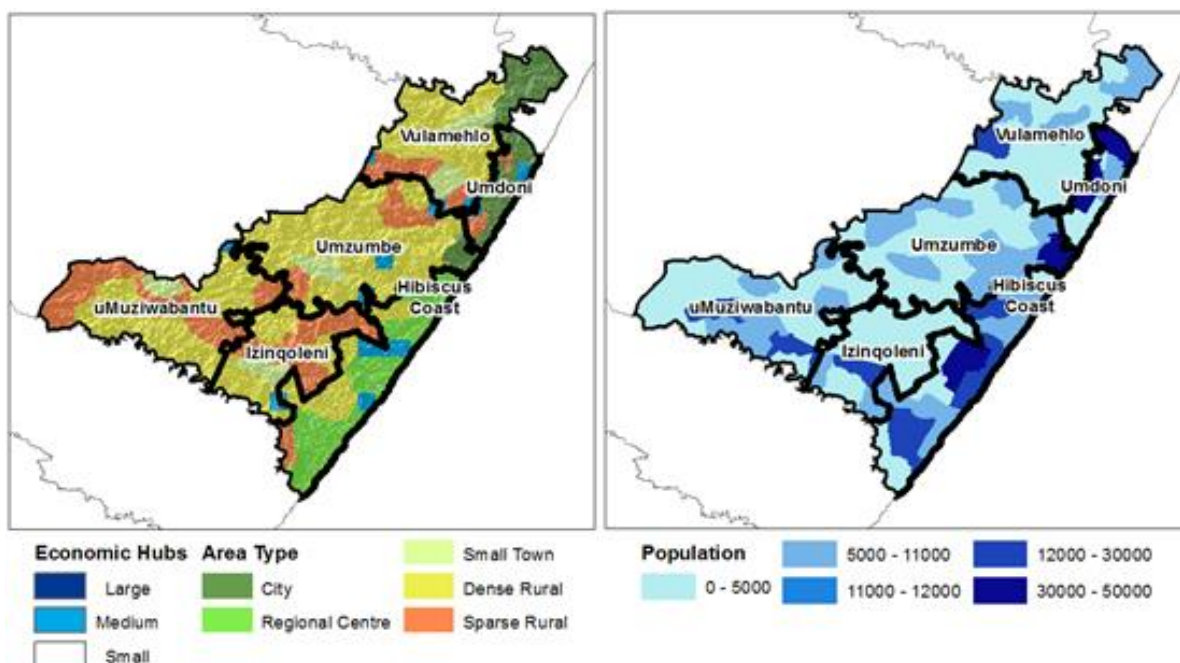 Vulamehlo
Umdoni
Umzumbe
Hibiscus
Coast
uMuziwabantu
Izinqoleni
Vulamehlo
Umdoni
Umzumbe
Hibiscus
Coast
uMuziwabantu
Izinqoleni
Economic Hubs
Large
Medium
Small
Area Type
City
Regional Centre
Small Town
Dense Rural
Sparse Rural
Population
0 - 5000
5000 - 11000
11000 - 12000
12000 - 30000
30000 - 50000